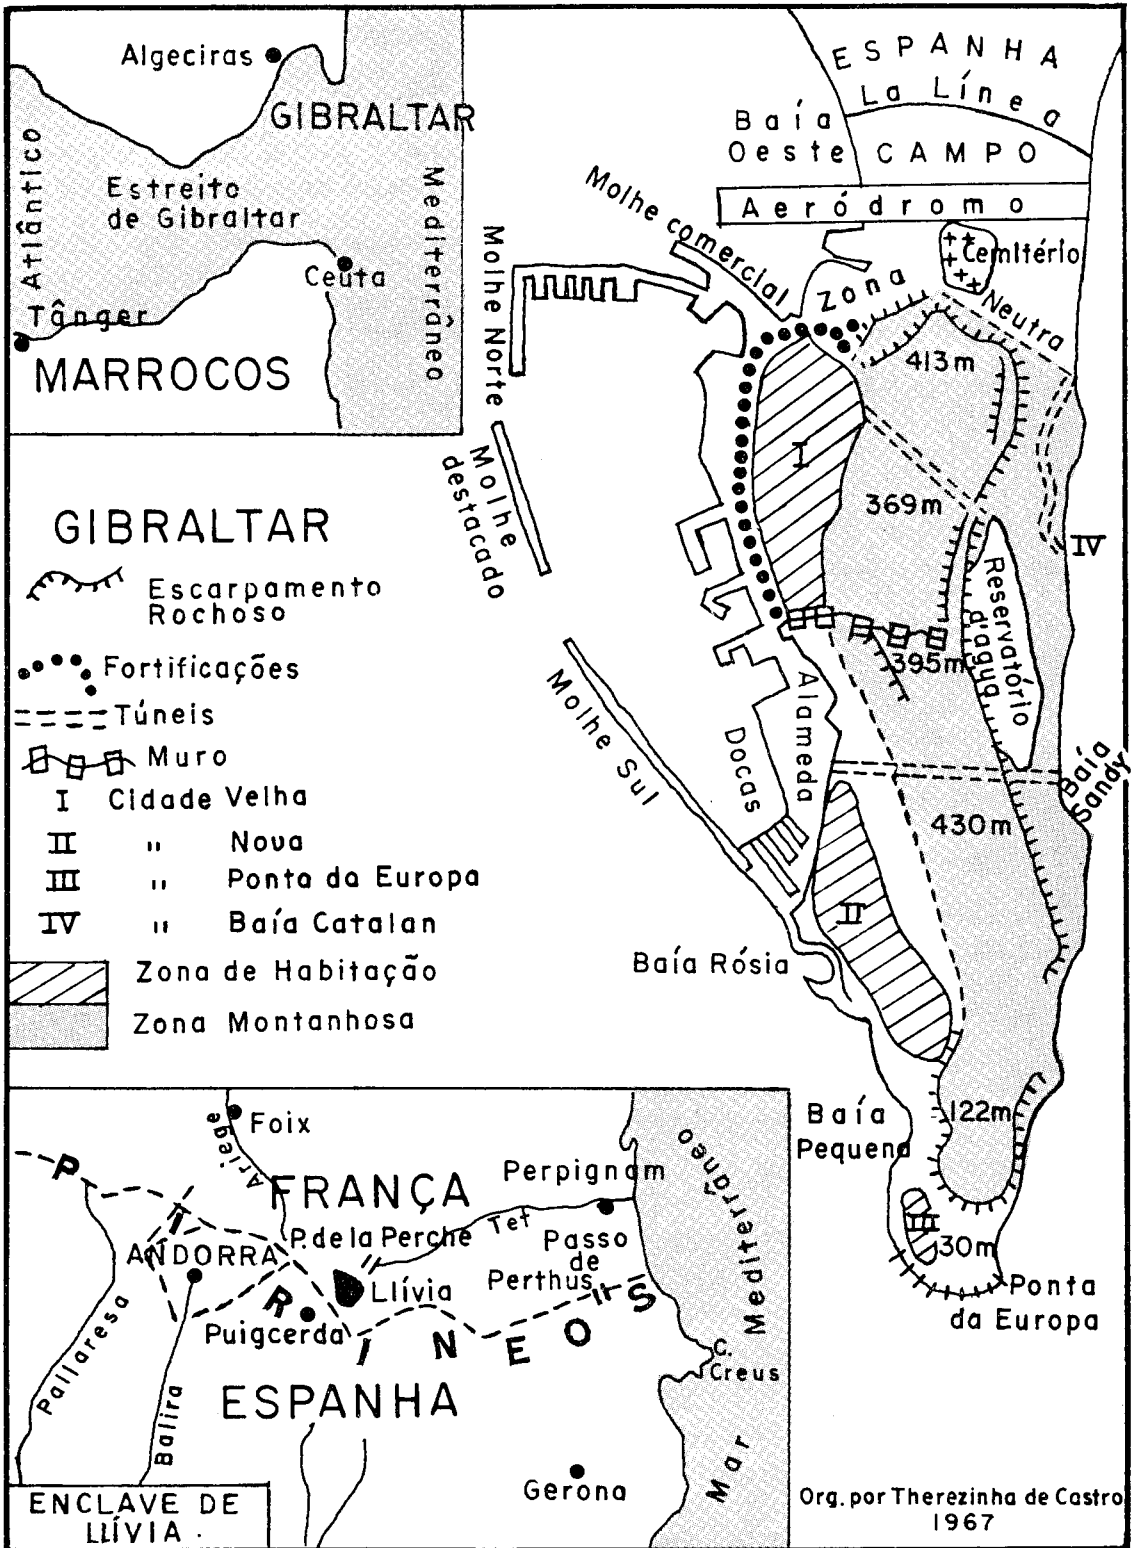 Algeciras
GIBRALTAR
Atlântico
Estreito
de Gibraltar
Mediterrâneo
Ceuta
Tânger
MARROCOS
ESPANHA
La Línea
Baía
Oeste
CAMPO
Aeródromo
Molhe comercial
Zona
Neutra
Cemitério
Molhe Norte
413m
I
Molhe
destacado
369m
IV
Reservatório
d'agua
395m
Molhe Sul
Alameda
Docas
Baía
Sandy
430m
II
Baía Rósia
Baía
Pequena
122m
III
30m
Ponta
da Europa
GIBRALTAR
Escarpamento
Rochoso
Fortificações
Túneis
Muro
I Cidade Velha
II " Nova
III " Ponta da Europa
IV " Baía Catalan
Zona de Habitação
Zona Montanhosa
Foix
Ariege
FRANÇA
Perpignam
Tet
P. de la Perche
Passo
de
Perthus
Mar Mediterrâneo
PIRINEOS
ANDORRA
Llívia
Puigcerda
Pallaresa
Balira
ESPANHA
C.
Creus
Gerona
ENCLAVE DE
LLÍVIA .
Org. por Therezinha de Castro
1967